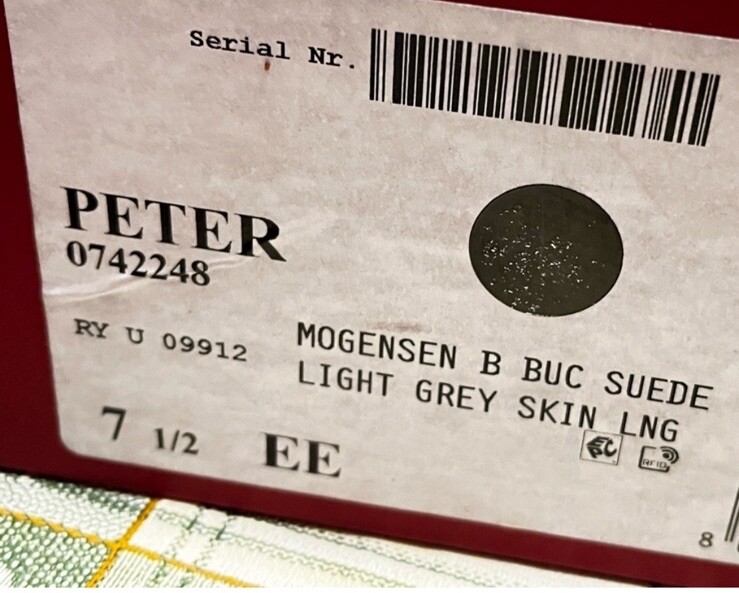 Serial Nr.
PETER
0742248
RY U 09912
MOGENSEN B BUC SUEDE
LIGHT GREY SKIN LNG
7 1/2 EE
RFID
8